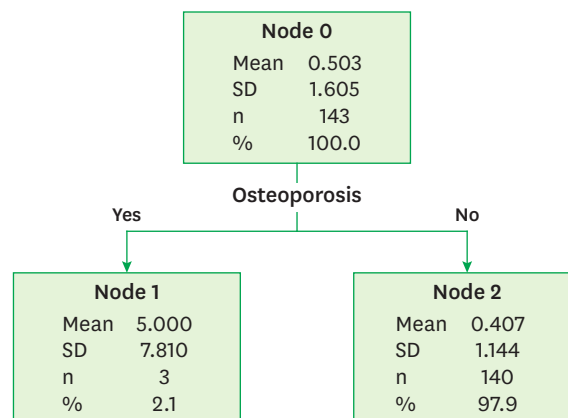 Node 0
Mean 0.503
SD 1.605
n 143
% 100.0
Osteoporosis
Yes
No
Node 1
Mean 5.000
SD 7.810
n 3
% 2.1
Node 2
Mean 0.407
SD 1.144
n 140
% 97.9